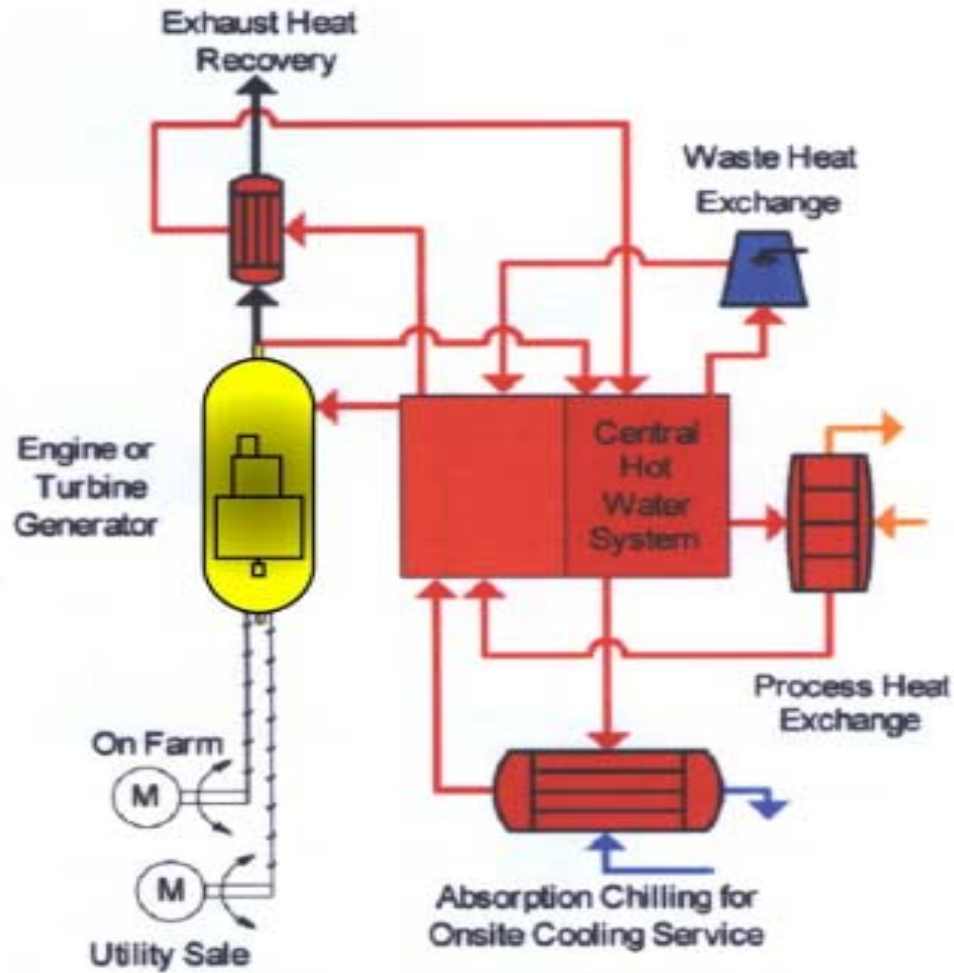 Exhaust Heat
Recovery
Waste Heat
Exchange
Engine or
Turbine
Generator
Central
Hot
Water
System
Process Heat
Exchange
On Farm
M
M
Utility Sale
Absorption Chilling for
Onsite Cooling Service